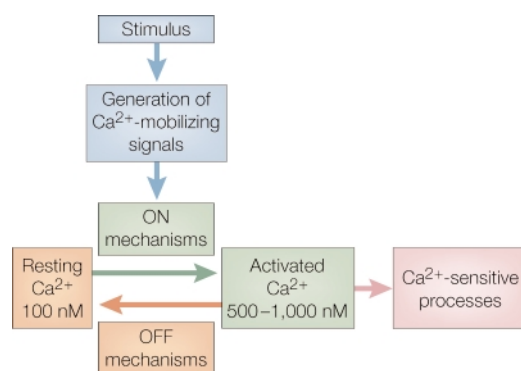 Stimulus
Generation of
Ca²⁺-mobilizing
signals
ON
mechanisms
Resting
Ca²⁺
100 nM
Activated
Ca²⁺
500–1,000 nM
Ca²⁺-sensitive
processes
OFF
mechanisms